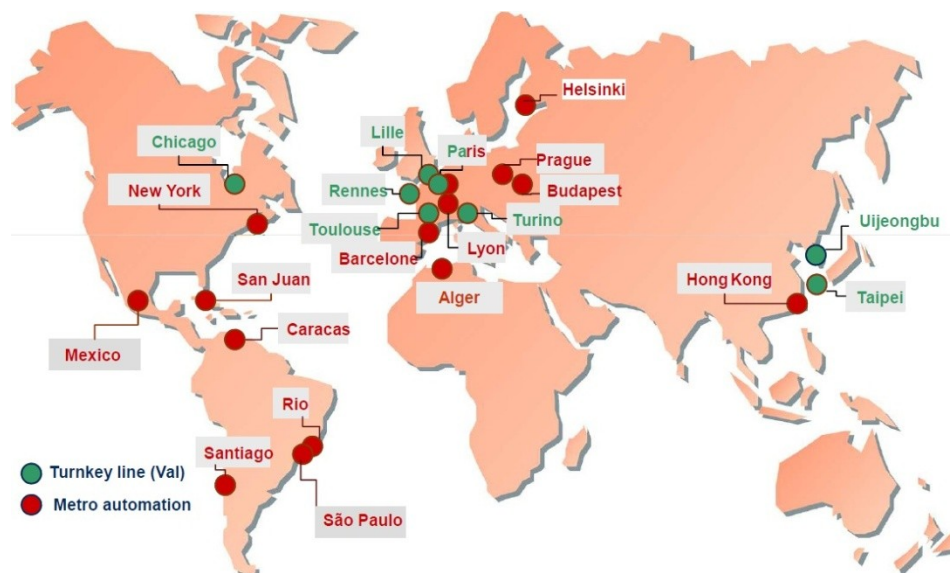 Helsinki
Lille
Paris
Chicago
Prague
New York
Rennes
Budapest
Toulouse
Turino
Uijeongbu
Barcelone
Lyon
San Juan
Hong Kong
Alger
Taipei
Caracas
Mexico
Rio
Santiago
Turnkey line (Val)
Metro automation
São Paulo